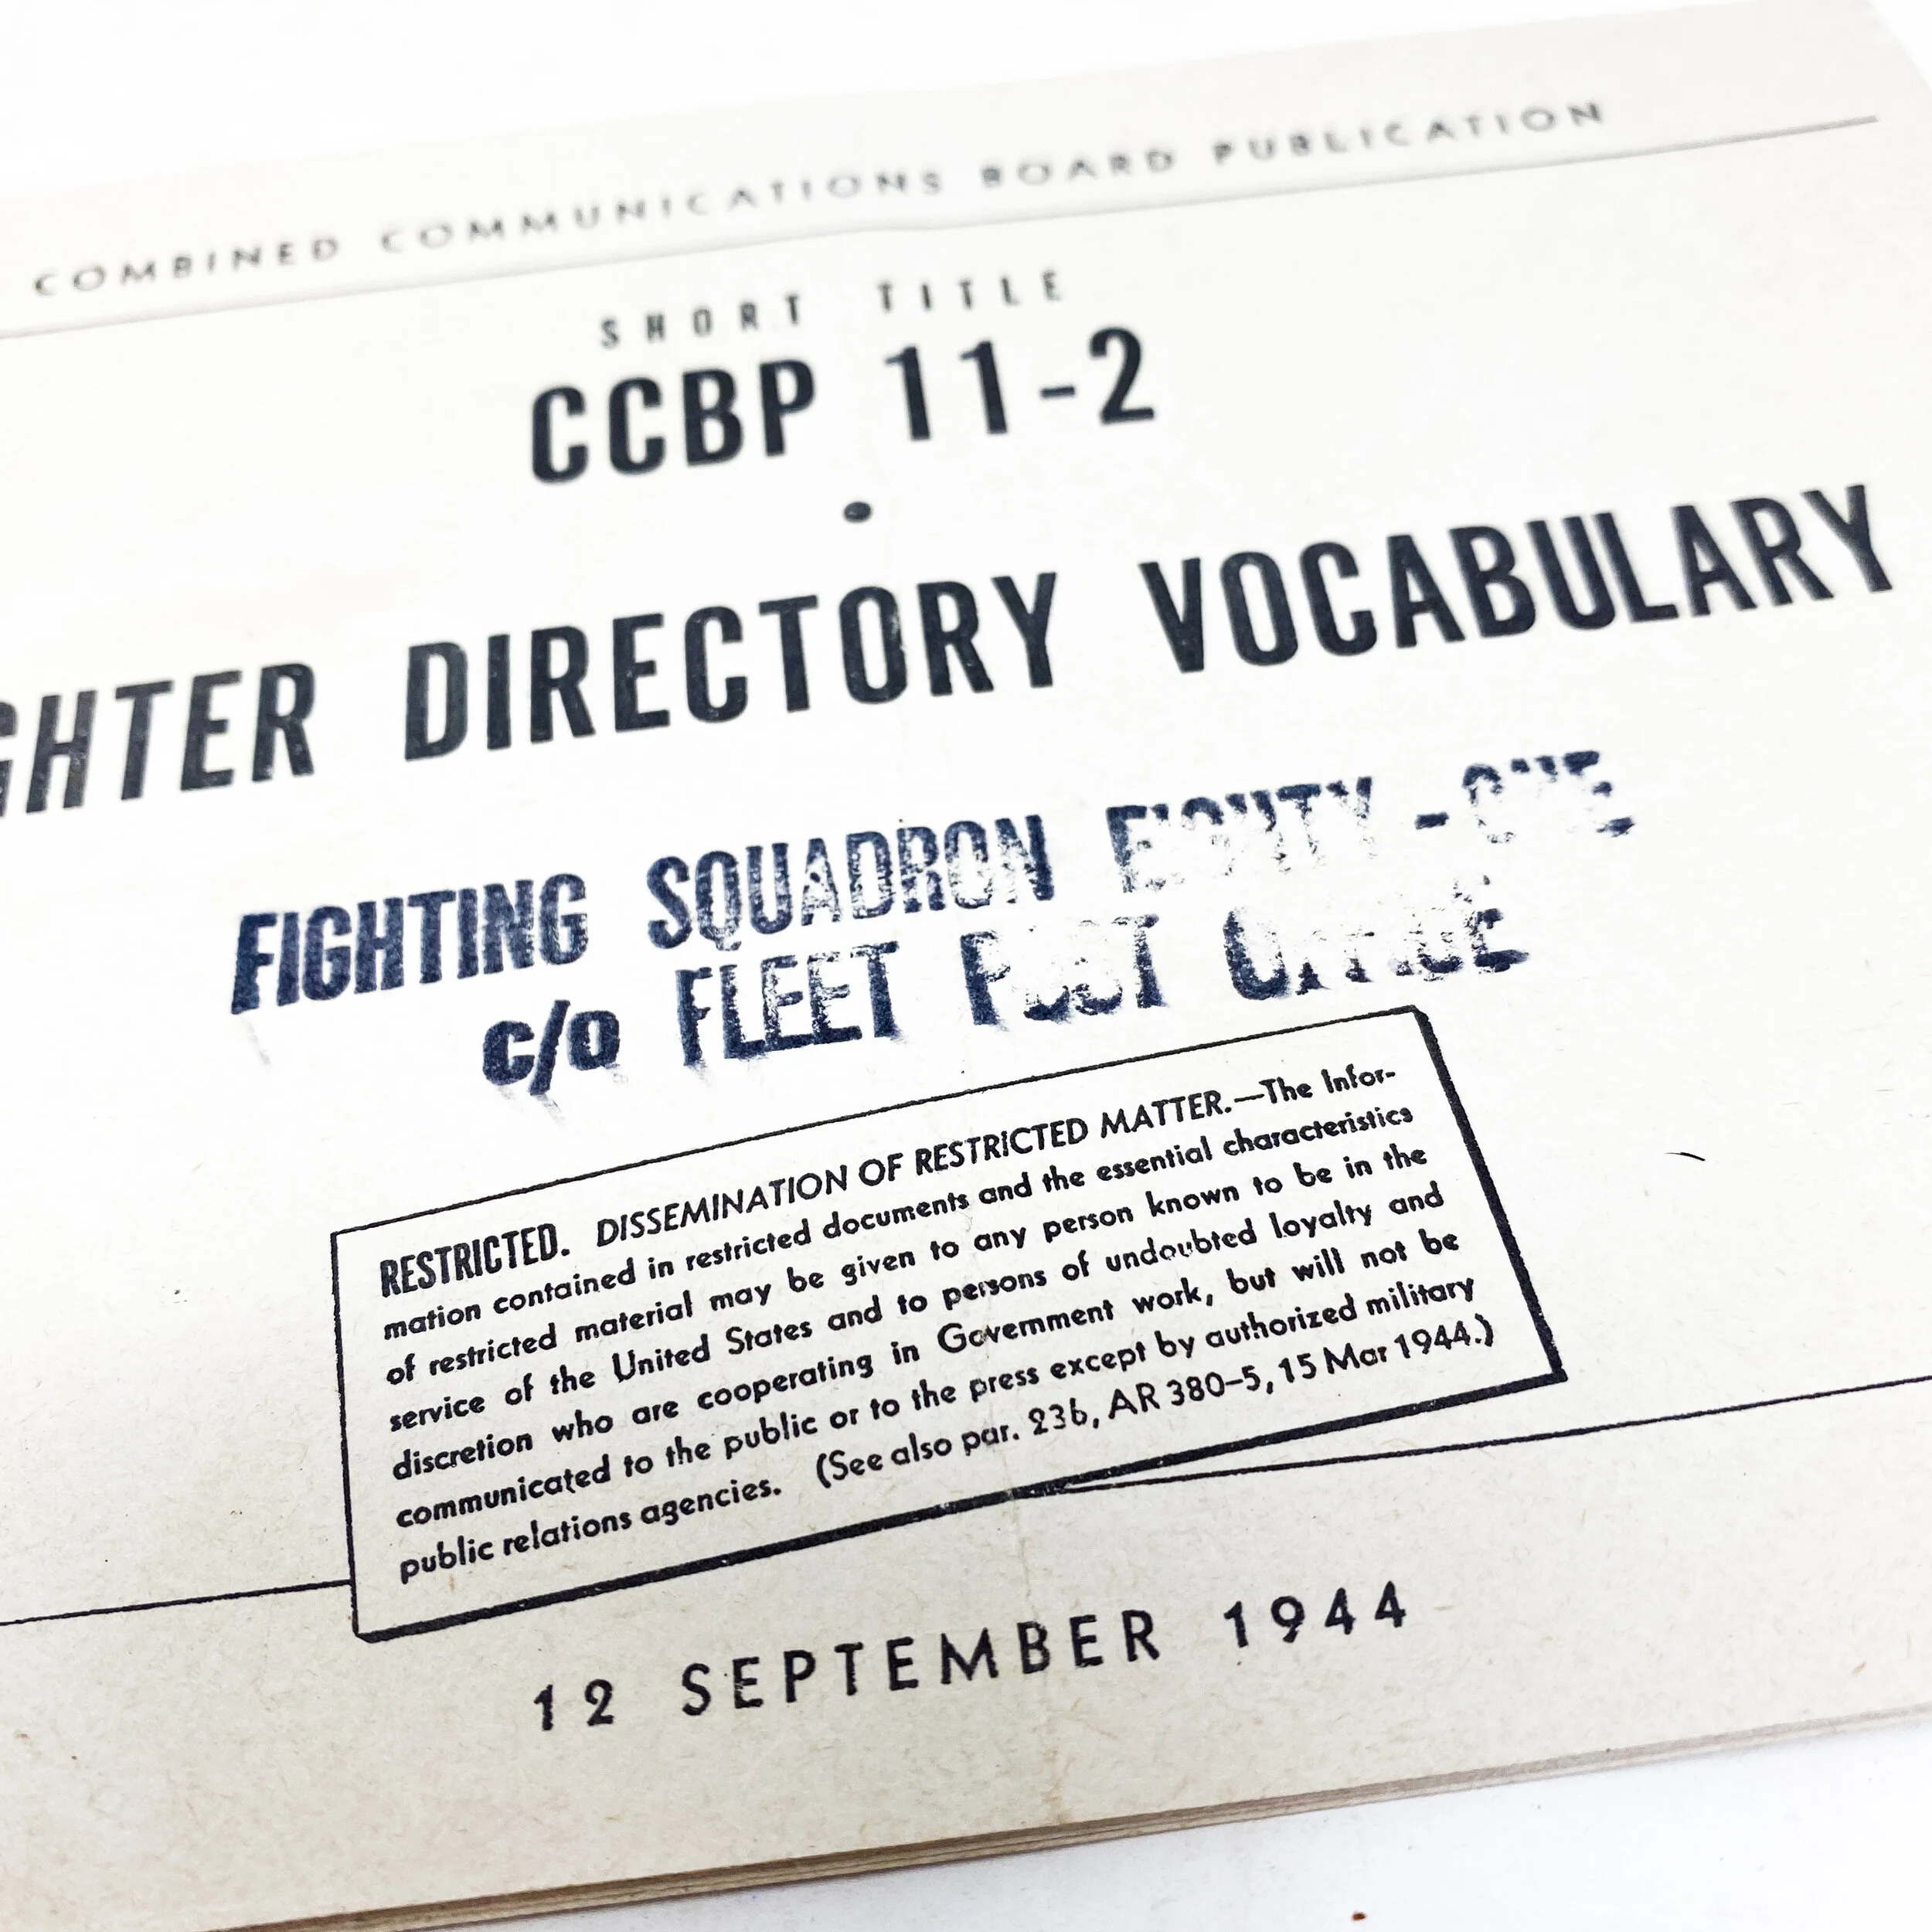 COMBINED COMMUNICATIONS BOARD PUBLICATION
SHORT TITLE
CCBP 11-2
GHTER DIRECTORY VOCABULARY
FIGHTING SQUADRON EIGHTY-ONE
c/o FLEET POST OFFICE
RESTRICTED. DISSEMINATION OF RESTRICTED MATTER.—The Infor-
mation contained in restricted documents and the essential characteristics
of restricted material may be given to any person known to be in the
service of the United States and to persons of undoubted loyalty and
discretion who are cooperating in Government work, but will not be
communicated to the public or to the press except by authorized military
public relations agencies. (See also par. 23b, AR 380-5, 15 Mar 1944.)
12 SEPTEMBER 1944